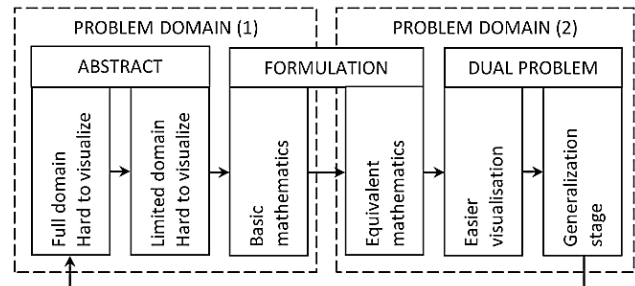 PROBLEM DOMAIN (1)
PROBLEM DOMAIN (2)
ABSTRACT
FORMULATION
DUAL PROBLEM
Full domain
Hard to visualize
Limited domain
Hard to visualize
Basic
mathematics
Equivalent
mathematics
Easier
visualisation
Generalization
stage